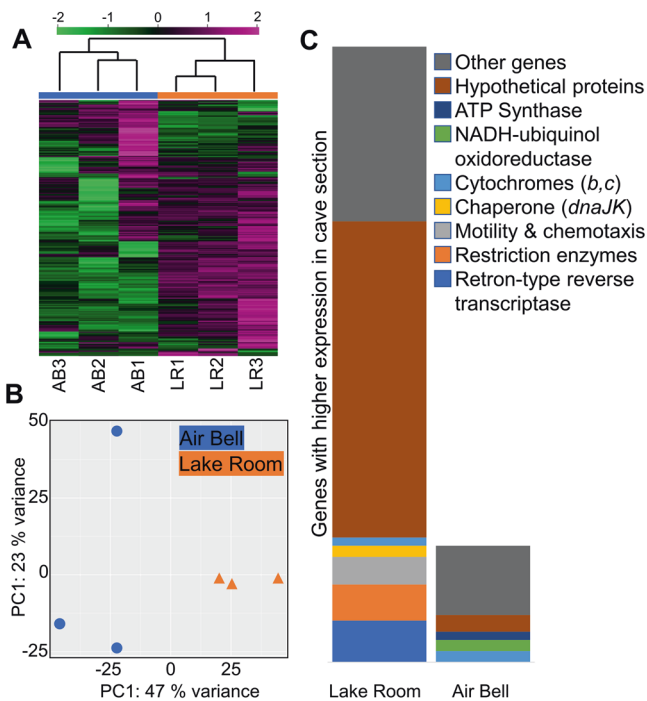 A
-2 -1 0 1 2
AB3 AB2 AB1 LR1 LR2 LR3
B
50
25
0
-25
PC1: 23 % variance
Air Bell
Lake Room
-25 0 25
PC1: 47 % variance
C
Genes with higher expression in cave section
Lake Room Air Bell
Other genes
Hypothetical proteins
ATP Synthase
NADH-ubiquinol
oxidoreductase
Cytochromes (b,c)
Chaperone (dnaJK)
Motility & chemotaxis
Restriction enzymes
Retron-type reverse
transcriptase